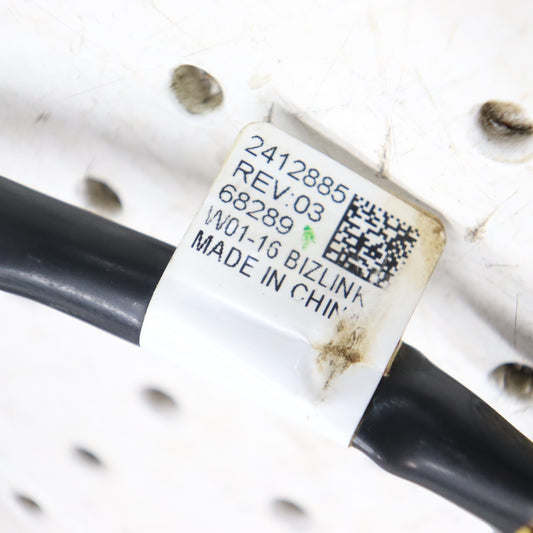 2412885
REV:03
68289
W01-16 BIZLINK
MADE IN CHINA